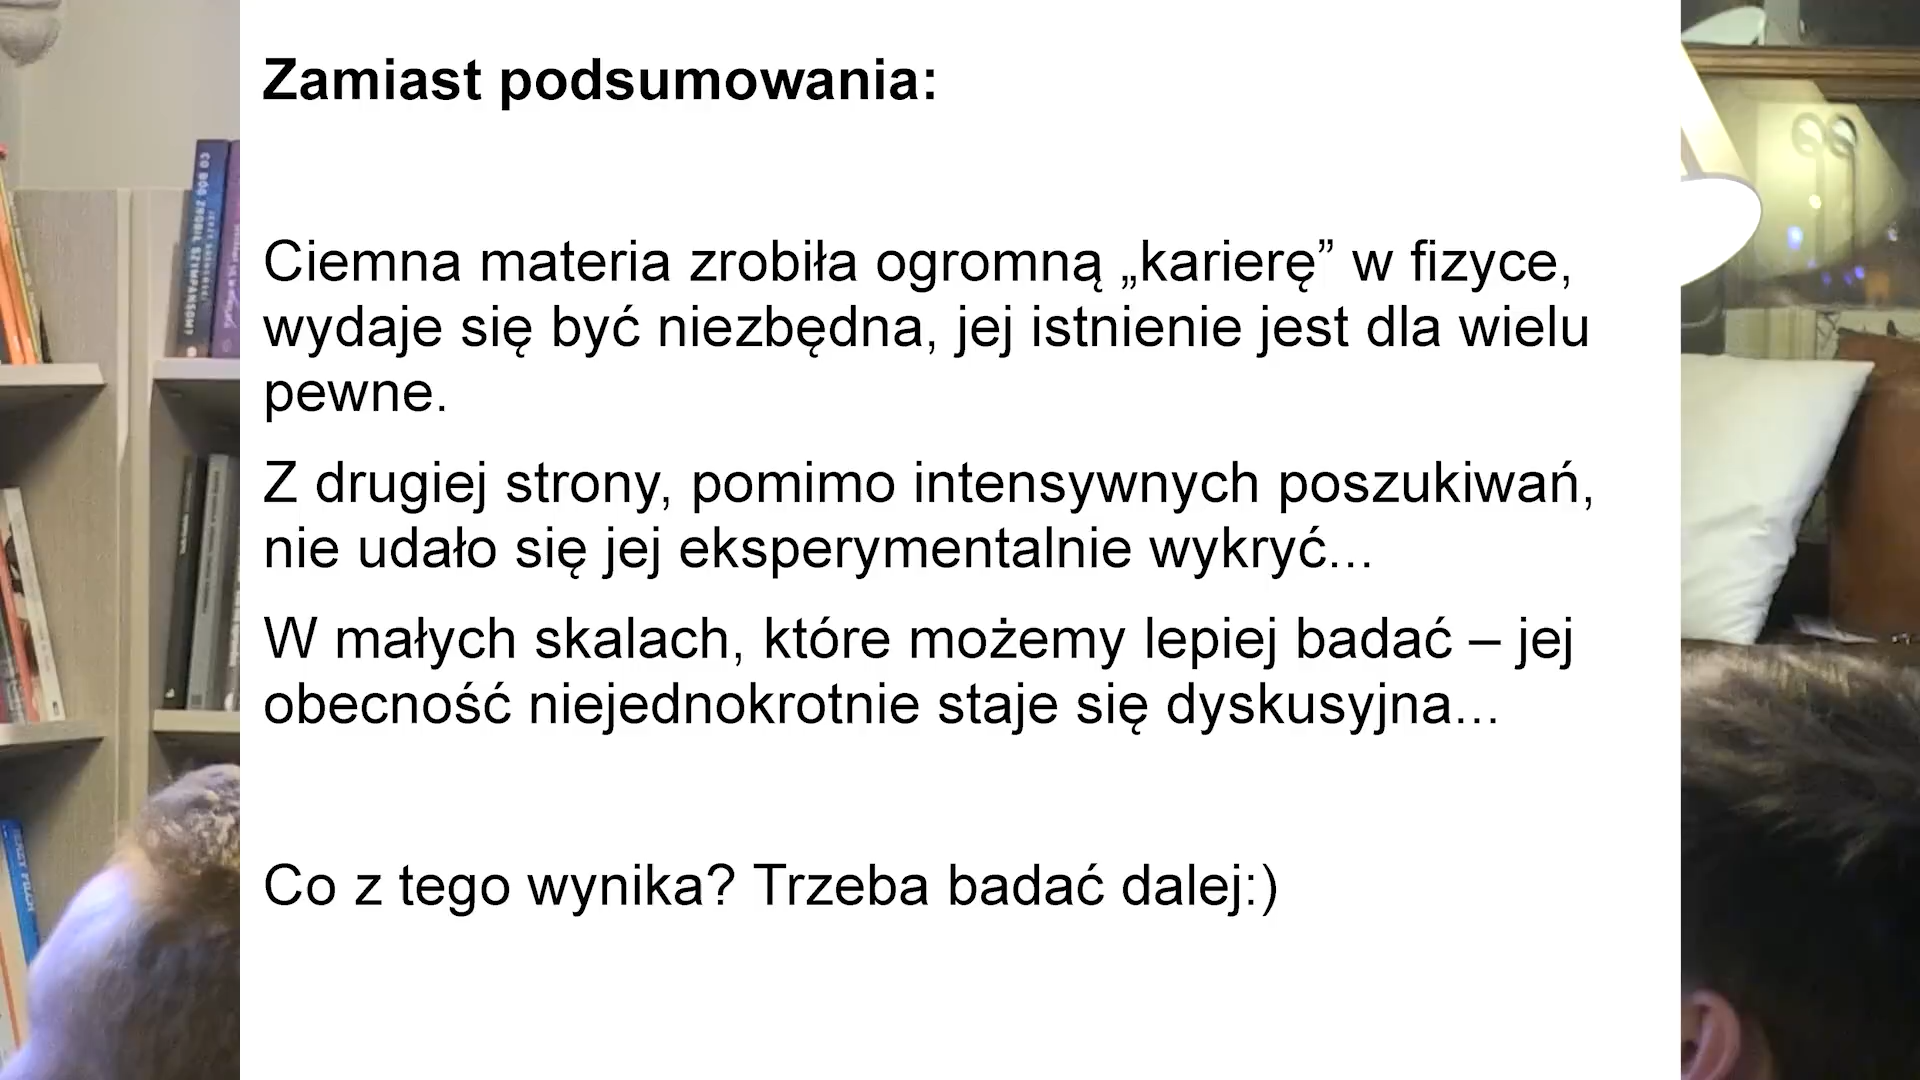 Zamiast podsumowania:
Ciemna materia zrobiła ogromną „karierę” w fizyce,
wydaje się być niezbędna, jej istnienie jest dla wielu
pewne.
Z drugiej strony, pomimo intensywnych poszukiwań,
nie udało się jej eksperymentalnie wykryć...
W małych skalach, które możemy lepiej badać – jej
obecność niejednokrotnie staje się dyskusyjna...
Co z tego wynika? Trzeba badać dalej:)